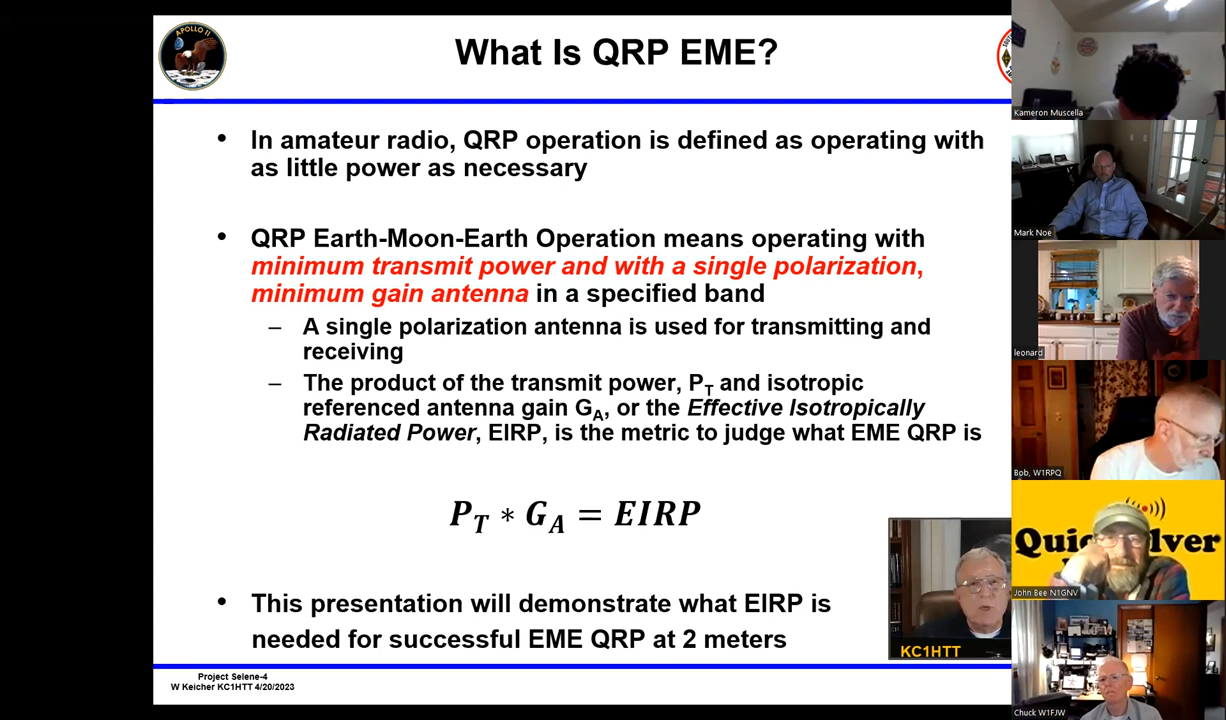 APOLLO 11
What Is QRP EME?
• In amateur radio, QRP operation is defined as operating with
as little power as necessary
• QRP Earth-Moon-Earth Operation means operating with
minimum transmit power and with a single polarization,
minimum gain antenna in a specified band
– A single polarization antenna is used for transmitting and
receiving
– The product of the transmit power, PT and isotropic
referenced antenna gain GA, or the Effective Isotropically
Radiated Power, EIRP, is the metric to judge what EME QRP is
PT * GA = EIRP
• This presentation will demonstrate what EIRP is
needed for successful EME QRP at 2 meters
Project Selene-4
W Keicher KC1HTT 4/20/2023
KC1HTT
Kameron Muscella
Mark Noe
leonard
Bob, W1RPQ
Quic lver
John Bee N1GNV
Chuck W1FJW